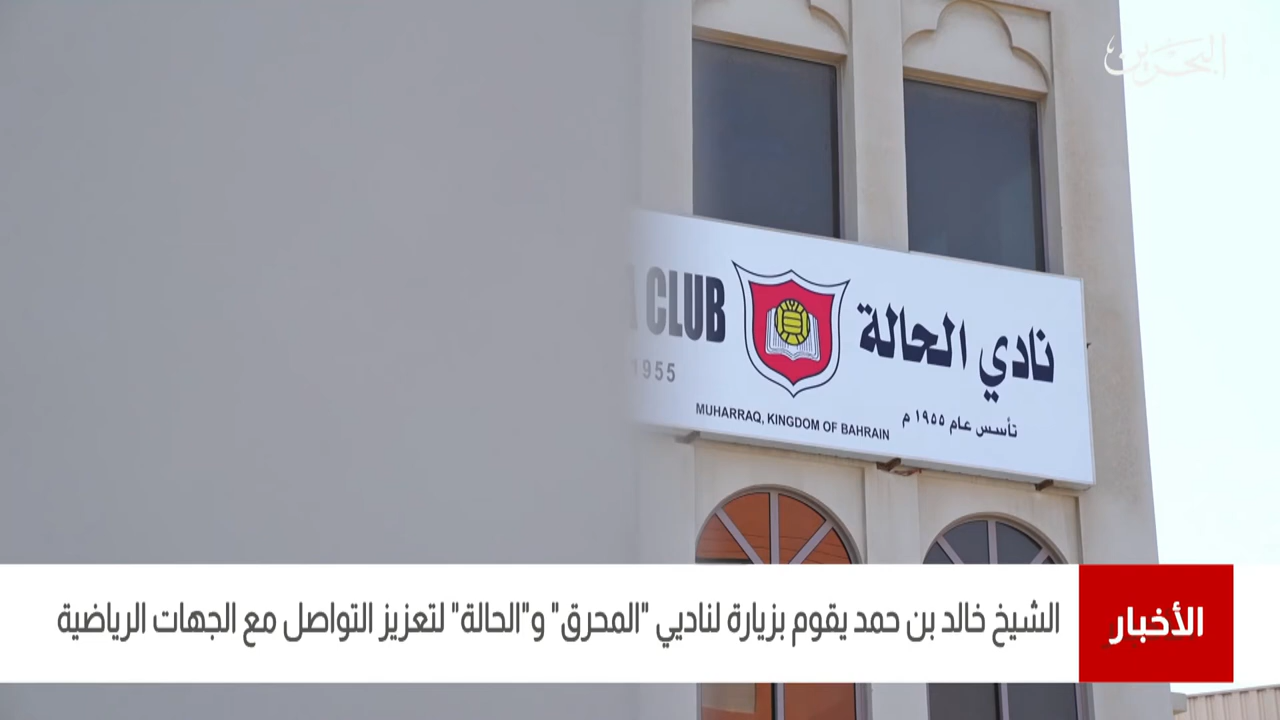 البحرين
CLUB
1955
نادي الحالة
تأسس عام ١٩٥٥ م
MUHARRAQ, KINGDOM OF BAHRAIN
الأخبار
الشيخ خالد بن حمد يقوم بزيارة لناديي "المحرق" و"الحالة" لتعزيز التواصل مع الجهات الرياضية